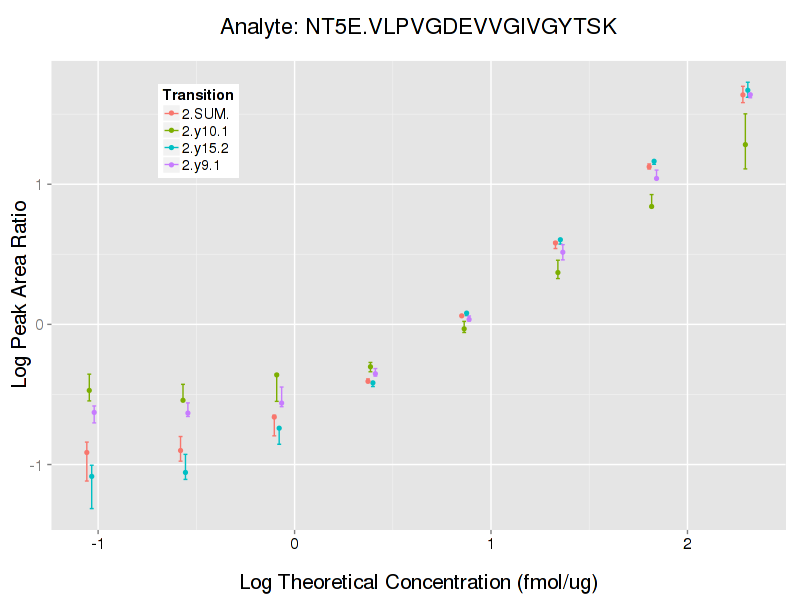 Analyte: NT5E.VLPVGDEVVGIVGYTSK
Transition
2.SUM.
2.y10.1
2.y15.2
2.y9.1
Log Peak Area Ratio
1
0
-1
-1 0 1 2
Log Theoretical Concentration (fmol/ug)